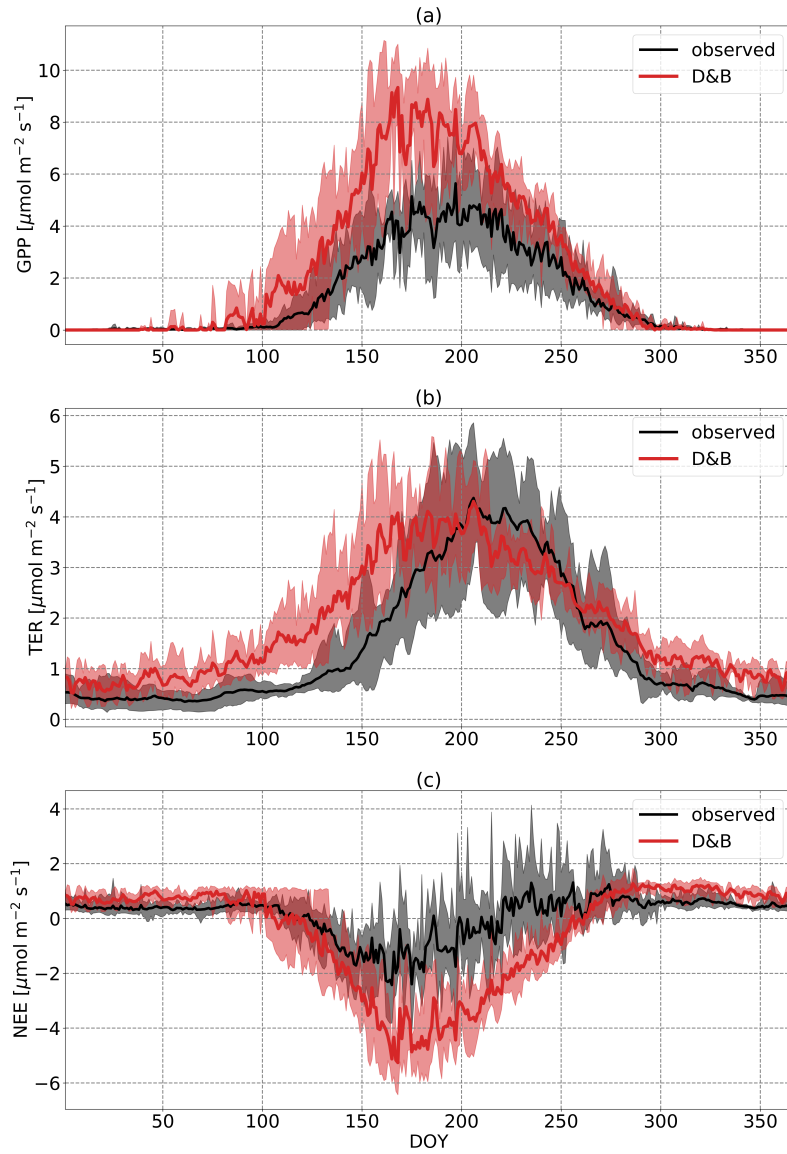 (a)
GPP [μmol m⁻² s⁻¹]
10
8
6
4
2
0
observed
D&B
50 100 150 200 250 300 350
(b)
TER [μmol m⁻² s⁻¹]
6
5
4
3
2
1
0
observed
D&B
50 100 150 200 250 300 350
(c)
NEE [μmol m⁻² s⁻¹]
4
2
0
−2
−4
−6
observed
D&B
50 100 150 200 250 300 350
DOY